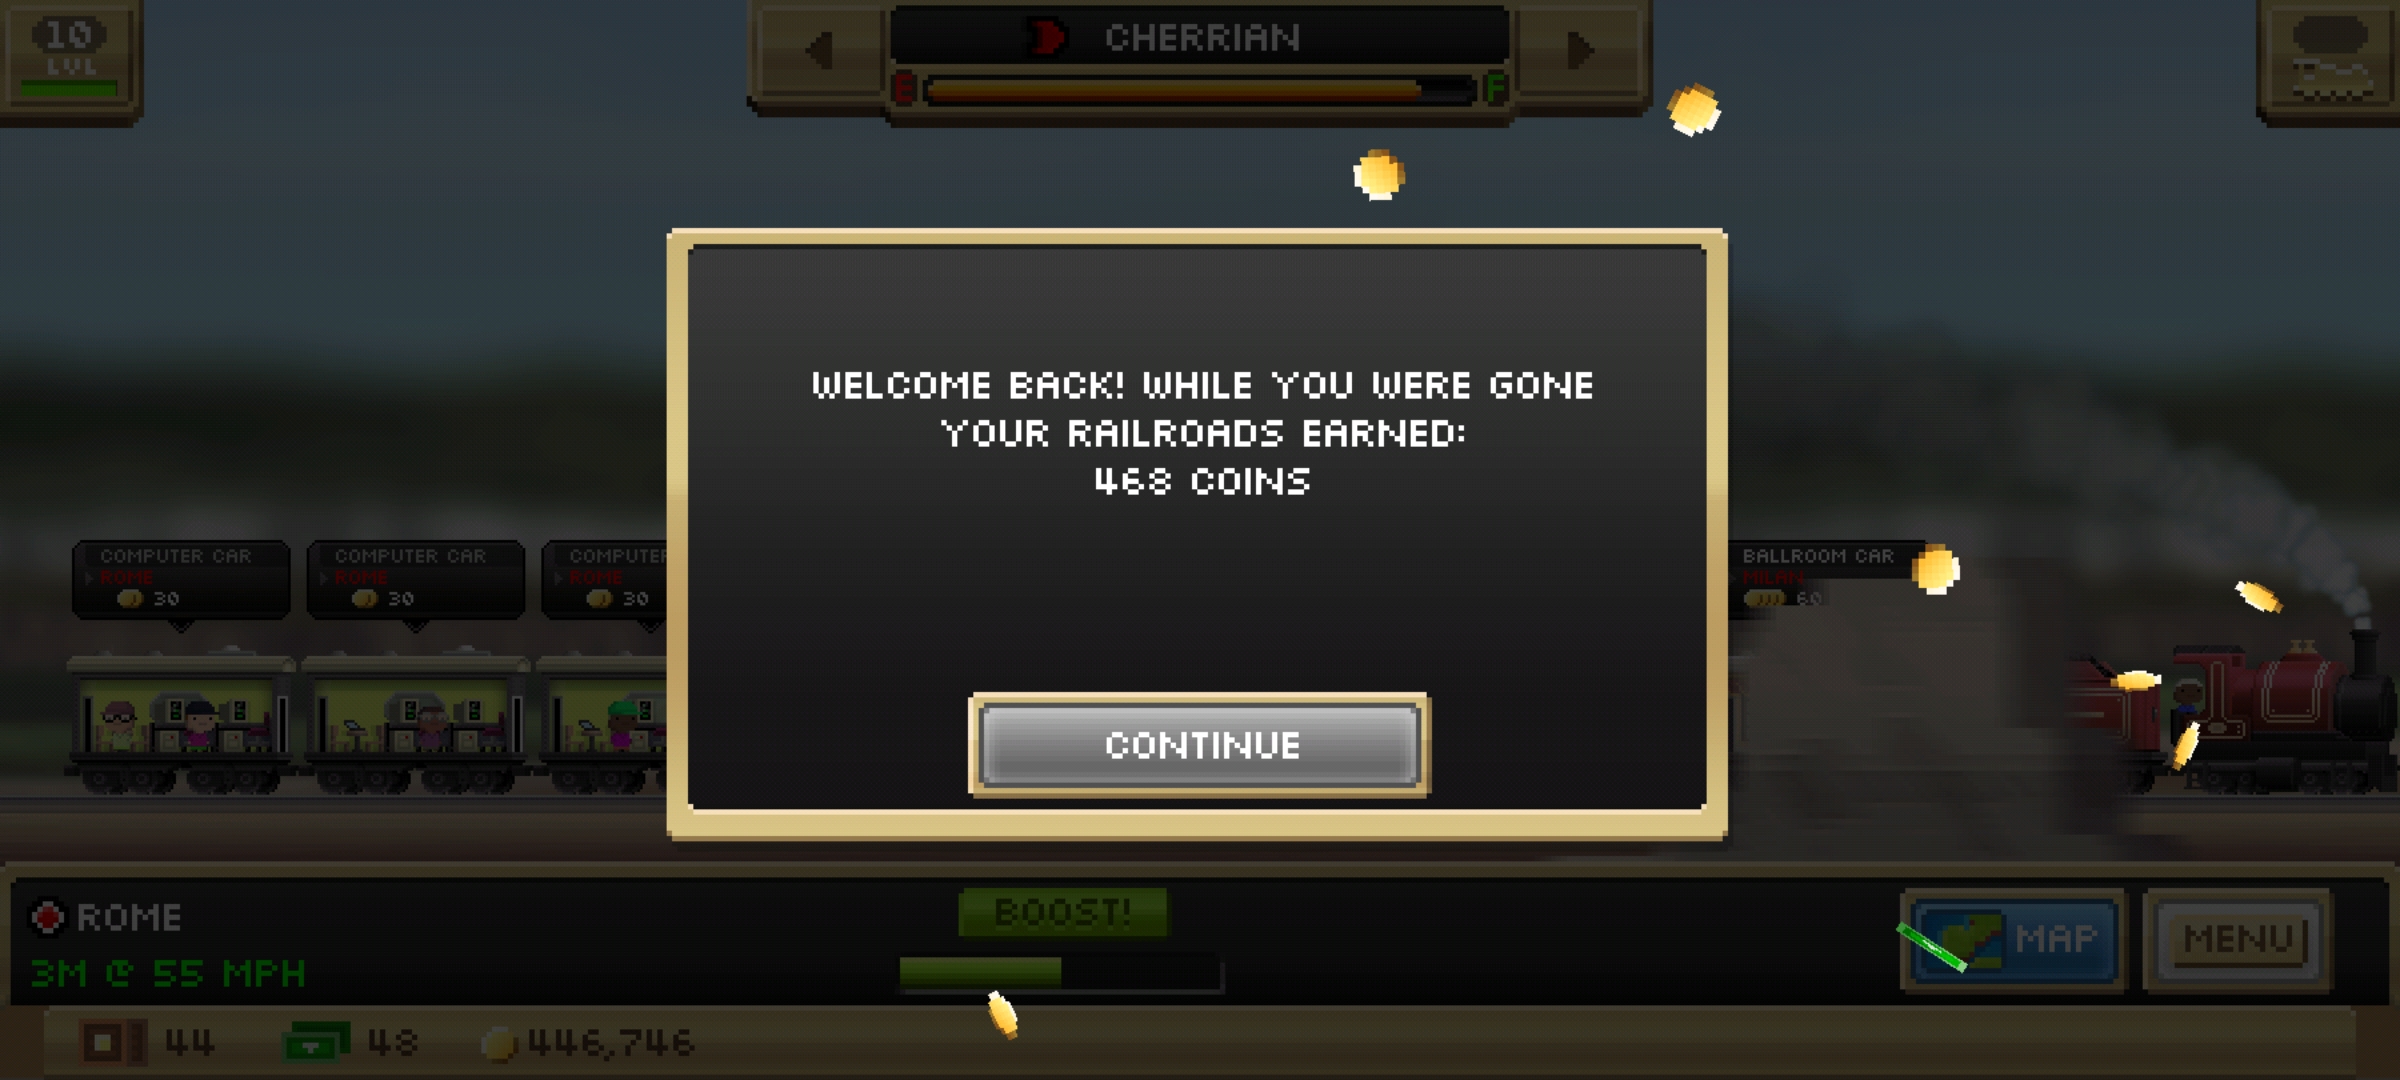 10
LVL
CHERRIAN
E
F
WELCOME BACK! WHILE YOU WERE GONE
YOUR RAILROADS EARNED:
468 COINS
CONTINUE
COMPUTER CAR
ROME
30
COMPUTER CAR
ROME
30
COMPUTER
ROME
30
BALLROOM CAR
MILAN
60
ROME
3M @ 55 MPH
BOOST!
MAP
MENU
44
48
446,746